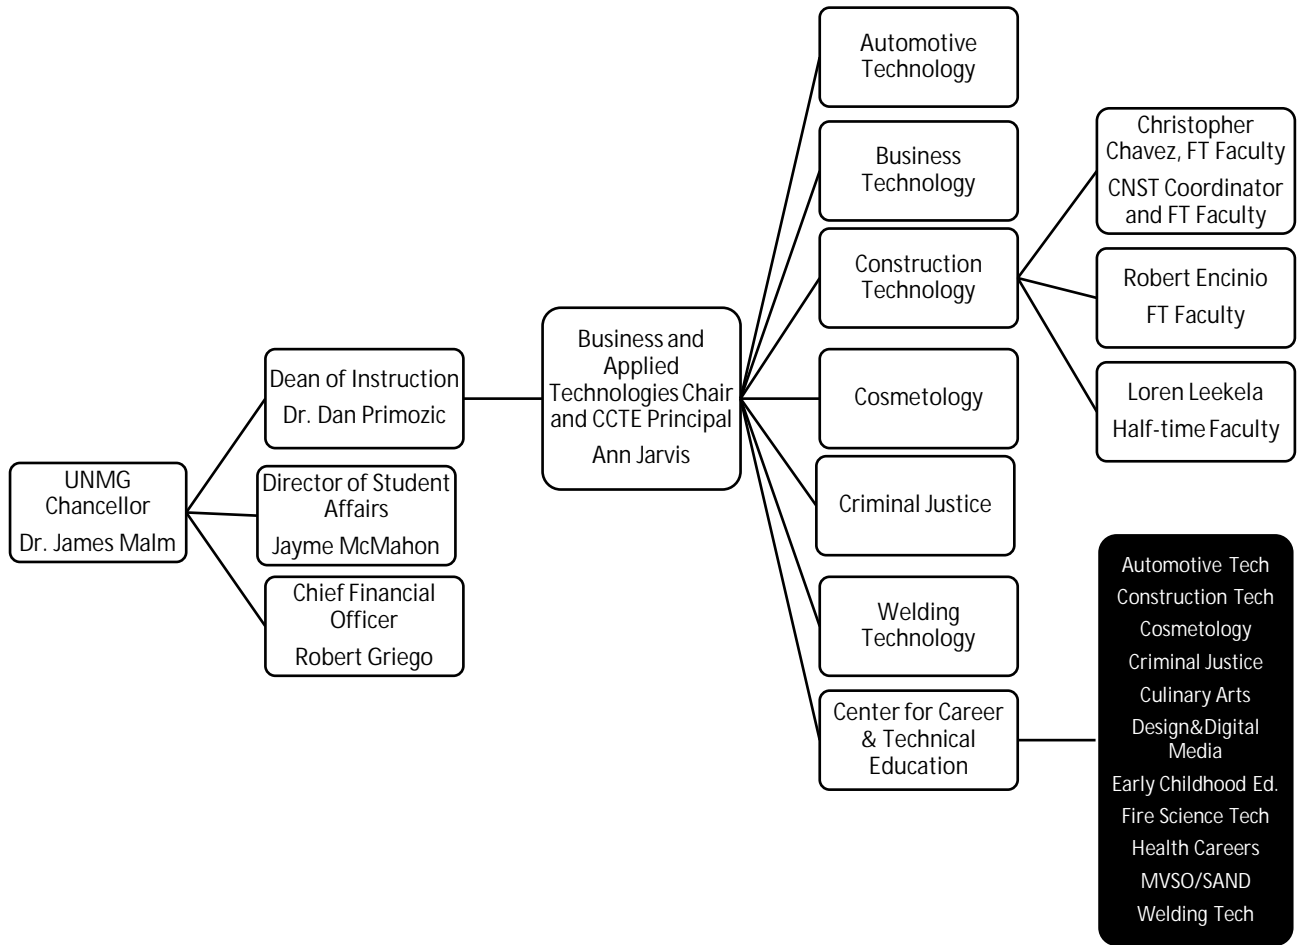 UNMG
Chancellor
Dr. James Malm
Dean of Instruction
Dr. Dan Primozic
Director of Student
Affairs
Jayme McMahon
Chief Financial
Officer
Robert Griego
Business and
Applied
Technologies Chair
and CCTE Principal
Ann Jarvis
Automotive
Technology
Business
Technology
Construction
Technology
Cosmetology
Criminal Justice
Welding
Technology
Center for Career
& Technical
Education
Christopher
Chavez, FT Faculty
CNST Coordinator
and FT Faculty
Robert Encinio
FT Faculty
Loren Leekela
Half-time Faculty
Automotive Tech
Construction Tech
Cosmetology
Criminal Justice
Culinary Arts
Design&Digital
Media
Early Childhood Ed.
Fire Science Tech
Health Careers
MVSO/SAND
Welding Tech